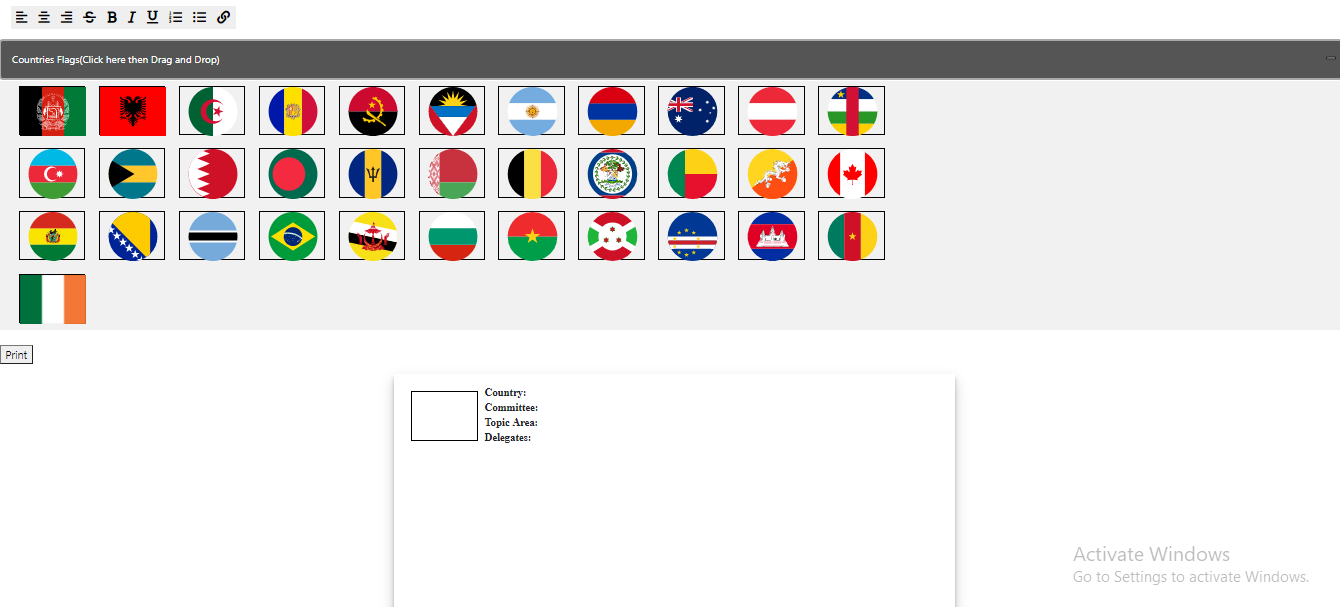 Countries Flags(Click here then Drag and Drop)
Print
Country:
Committee:
Topic Area:
Delegates:
Activate Windows
Go to Settings to activate Windows.